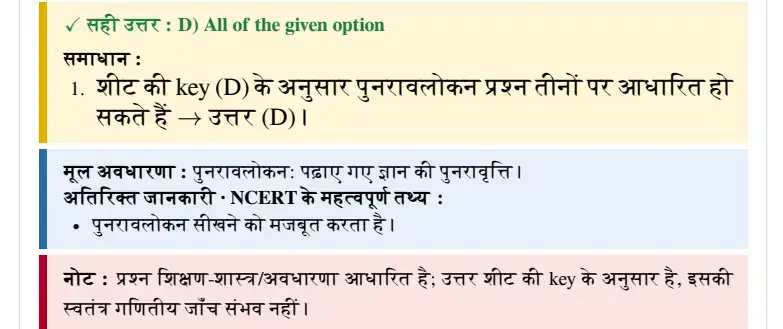 ✓ सही उत्तर : D) All of the given option
समाधान :
1. शीट की key (D) के अनुसार पुनरावलोकन प्रश्न तीनों पर आधारित हो
सकते हैं → उत्तर (D)।
मूल अवधारणा : पुनरावलोकन: पढ़ाए गए ज्ञान की पुनरावृत्ति।
अतिरिक्त जानकारी · NCERT के महत्वपूर्ण तथ्य :
• पुनरावलोकन सीखने को मजबूत करता है।
नोट : प्रश्न शिक्षण-शास्त्र/अवधारणा आधारित है; उत्तर शीट की key के अनुसार है, इसकी
स्वतंत्र गणितीय जाँच संभव नहीं।